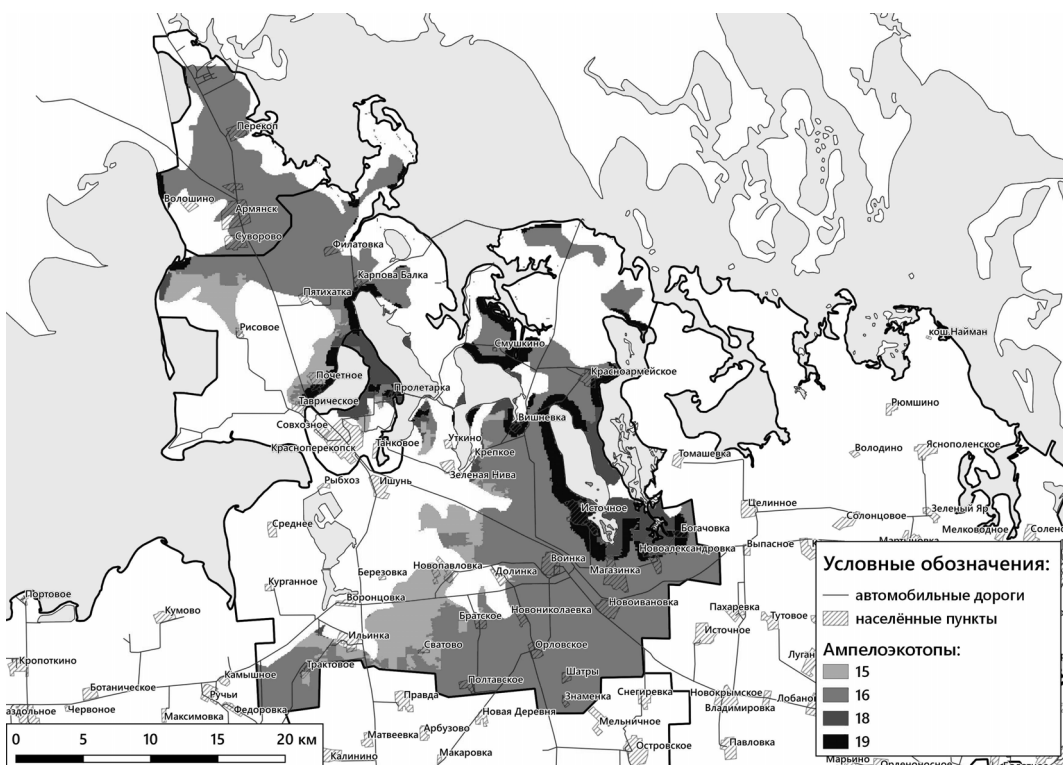 Перекоп
Волошино
Армянск
Суворово
Филатовка
Карпова Балка
Пятихатка
Рисовое
Смушкино
кош.Найман
Почетное
Красноармейское
Пролетарка
Таврическое
Рюмшино
Совхозное
Вишневка
Красноперекопск
Танковое
Уткино
Крепкое
Томашевка
Володино
Яснополенское
Зеленая Нива
Рыбхоз
Ишунь
Целинное
Источное
Зеленый Яр
Среднее
Солонцовое
Богачовка
Мелководное
Новоалександровка
Выпасное
Воинка
Новопавловка
Березовка
Долинка
Магазинка
Курганное
Воронцовка
Портовое
Кумово
Братское
Новониколаевка
Новоивановка
Пахаревка
Тутовое
Источное
Ильинка
Сватово
Орловское
Кропоткино
Трактовое
Камышное
Шатры
Ботаническое
Полтавское
Ручьи
Правда
Знаменка
Снегиревка
Новокрымское
Червоное
Федоровка
Владимировка
Максимовка
Новая Деревня
Арбузово
Мельничное
Матвеевка
Островское
Павловка
Калинино
Макаровка
Условные обозначения:
автомобильные дороги
населённые пункты
Ампелоэкотопы:
15
16
18
19
0 5 10 15 20 км